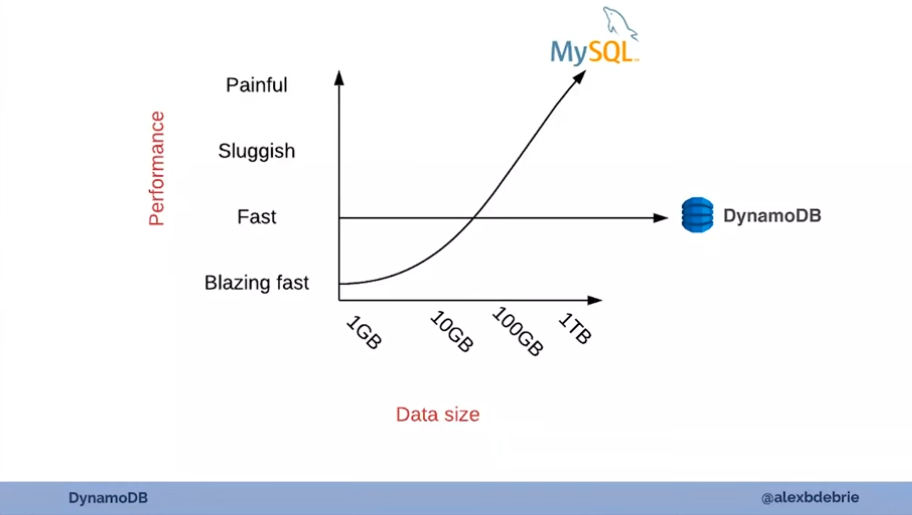 MySQL
Painful
Performance
Sluggish
Fast
DynamoDB
Blazing fast
1GB
10GB
100GB
1TB
Data size
DynamoDB
@alexbdebrie